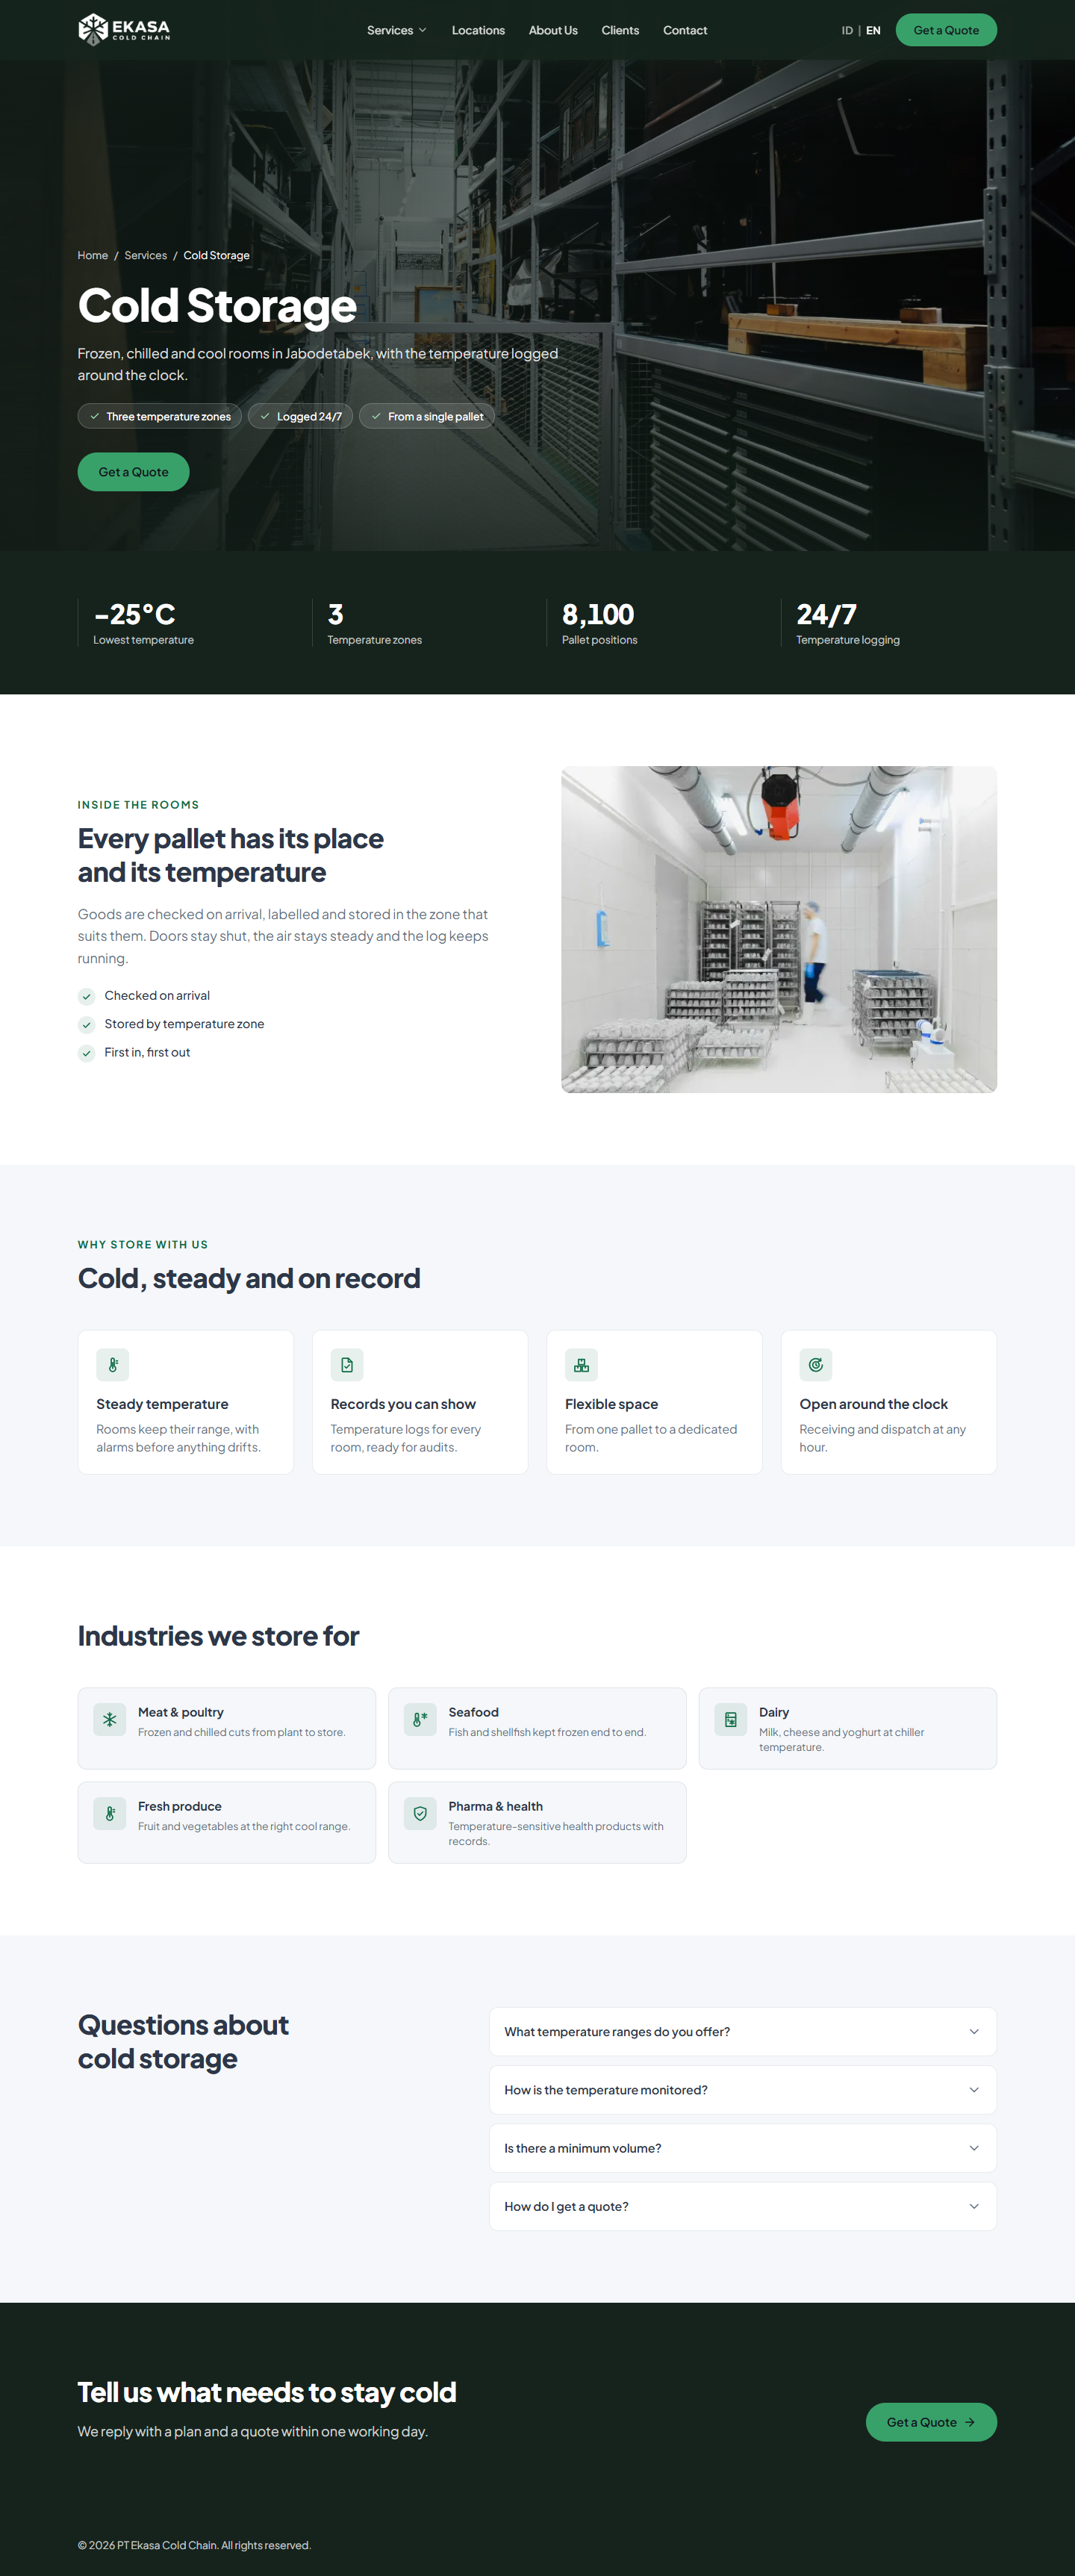 EKASA
COLD CHAIN
Services
Locations
About Us
Clients
Contact
ID | EN
Get a Quote
Home / Services / Cold Storage
Cold Storage
Frozen, chilled and cool rooms in Jabodetabek, with the temperature logged
around the clock.
Three temperature zones
Logged 24/7
From a single pallet
Get a Quote
-25°C
Lowest temperature
3
Temperature zones
8,100
Pallet positions
24/7
Temperature logging
INSIDE THE ROOMS
Every pallet has its place
and its temperature
Goods are checked on arrival, labelled and stored in the zone that
suits them. Doors stay shut, the air stays steady and the log keeps
running.
Checked on arrival
Stored by temperature zone
First in, first out
WHY STORE WITH US
Cold, steady and on record
Steady temperature
Rooms keep their range, with
alarms before anything drifts.
Records you can show
Temperature logs for every
room, ready for audits.
Flexible space
From one pallet to a dedicated
room.
Open around the clock
Receiving and dispatch at any
hour.
Industries we store for
Meat & poultry
Frozen and chilled cuts from plant to store.
Seafood
Fish and shellfish kept frozen end to end.
Dairy
Milk, cheese and yoghurt at chiller
temperature.
Fresh produce
Fruit and vegetables at the right cool range.
Pharma & health
Temperature-sensitive health products with
records.
Questions about
cold storage
What temperature ranges do you offer?
How is the temperature monitored?
Is there a minimum volume?
How do I get a quote?
Tell us what needs to stay cold
We reply with a plan and a quote within one working day.
Get a Quote →
© 2026 PT Ekasa Cold Chain. All rights reserved.